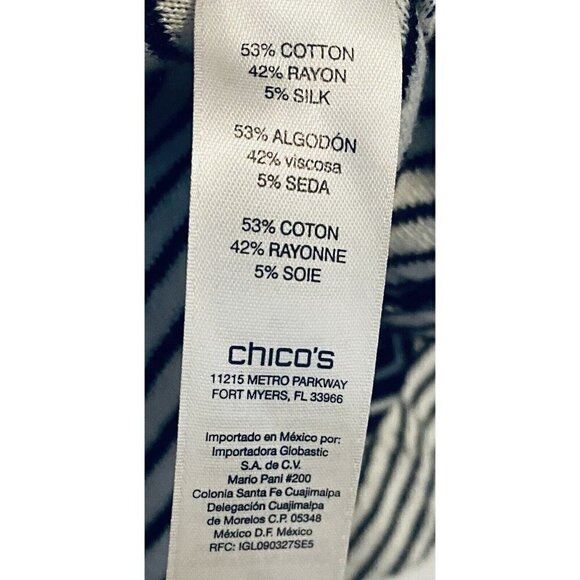 53% COTTON
42% RAYON
5% SILK
53% ALGODÓN
42% viscosa
5% SEDA
53% COTON
42% RAYONNE
5% SOIE
chico's
11215 METRO PARKWAY
FORT MYERS, FL 33966
Importado en México por:
Importadora Globastic
S.A. de C.V.
Mario Pani #200
Colonia Santa Fe Cuajimalpa
Delegación Cuajimalpa
de Morelos C.P. 05348
México D.F. México
RFC: IGL090327SE5